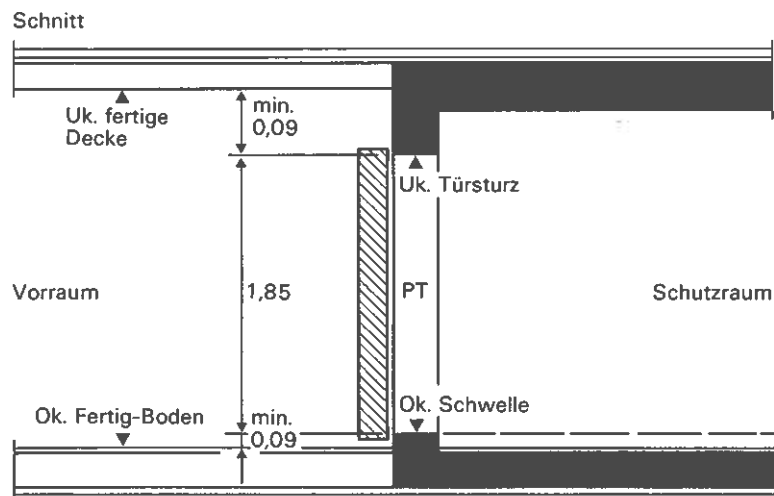 Schnitt
Uk. fertige
Decke
min.
0,09
Uk. Türsturz
Vorraum
1,85
PT
Schutzraum
Ok. Fertig-Boden
min.
0,09
Ok. Schwelle